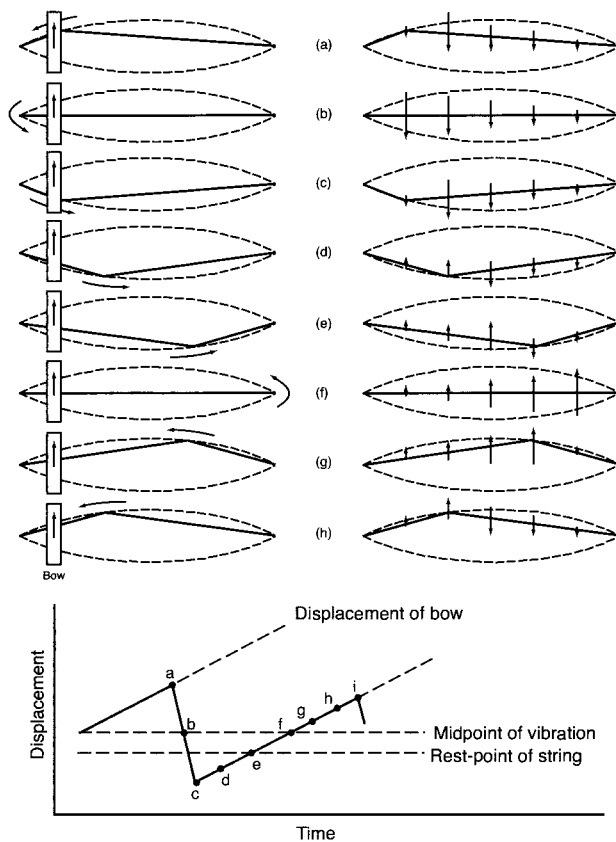 (a)
(b)
(c)
(d)
(e)
(f)
(g)
(h)
Bow
Displacement of bow
a
i
h
g
b
f
Midpoint of vibration
e
Rest-point of string
d
c
Displacement
Time